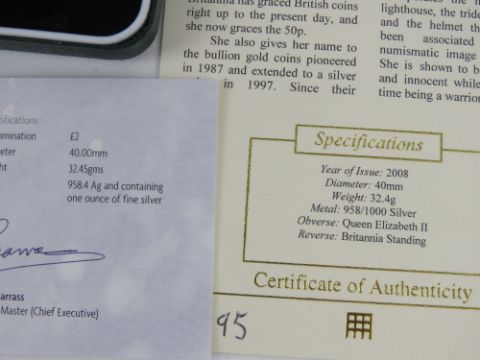 Britannia has graced British coins
right up to the present day, and
she now graces the 50p.
She also gives her name to
the bullion gold coins pioneered
in 1987 and extended to a silver
in 1997. Since their
lighthouse, the
and the helmet
been associated
numismatic image
She is shown to b
and innocent while
time being a warrior
ifications
omination £2
eter 40.00mm
ht 32.45gms
958.4 Ag and containing
one ounce of fine silver
arrass
Master (Chief Executive)
Specifications
Year of Issue: 2008
Diameter: 40mm
Weight: 32.4g
Metal: 958/1000 Silver
Obverse: Queen Elizabeth II
Reverse: Britannia Standing
Certificate of Authenticity
95